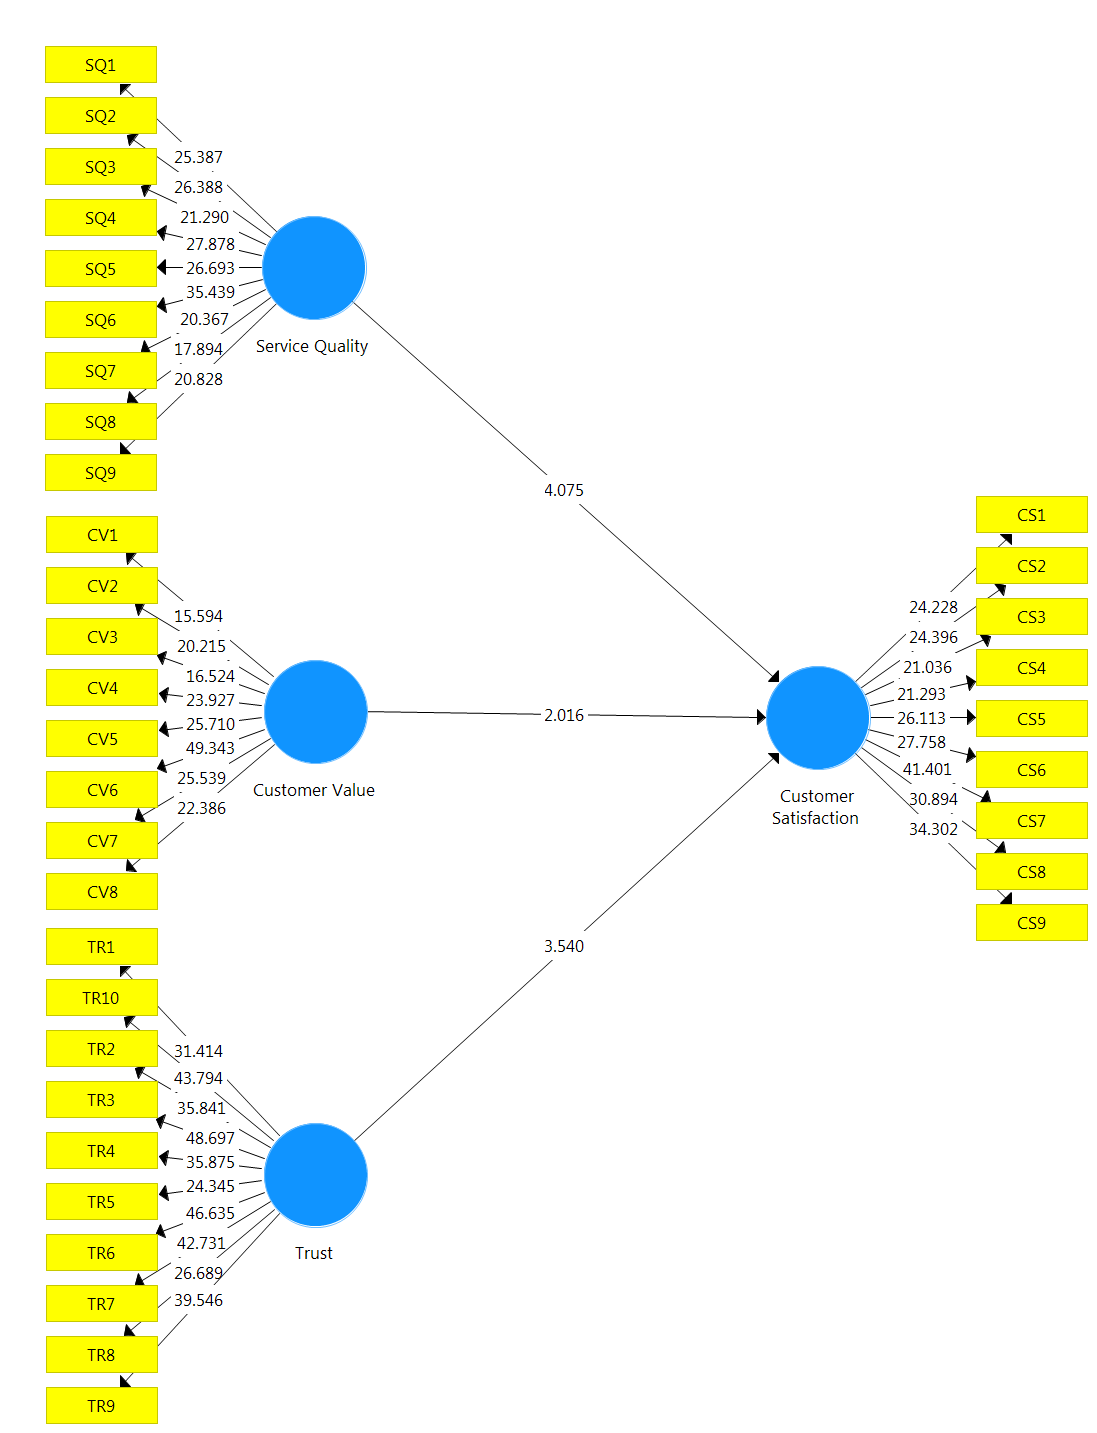 SQ1
SQ2
SQ3
SQ4
SQ5
SQ6
SQ7
SQ8
SQ9
25.387
26.388
21.290
27.878
26.693
35.439
20.367
17.894
20.828
Service Quality
4.075
CV1
CV2
CV3
CV4
CV5
CV6
CV7
CV8
15.594
20.215
16.524
23.927
25.710
49.343
25.539
22.386
Customer Value
2.016
TR1
TR10
TR2
TR3
TR4
TR5
TR6
TR7
TR8
TR9
31.414
43.794
35.841
48.697
35.875
24.345
46.635
42.731
26.689
39.546
Trust
3.540
Customer
Satisfaction
24.228
24.396
21.036
21.293
26.113
27.758
41.401
30.894
34.302
CS1
CS2
CS3
CS4
CS5
CS6
CS7
CS8
CS9